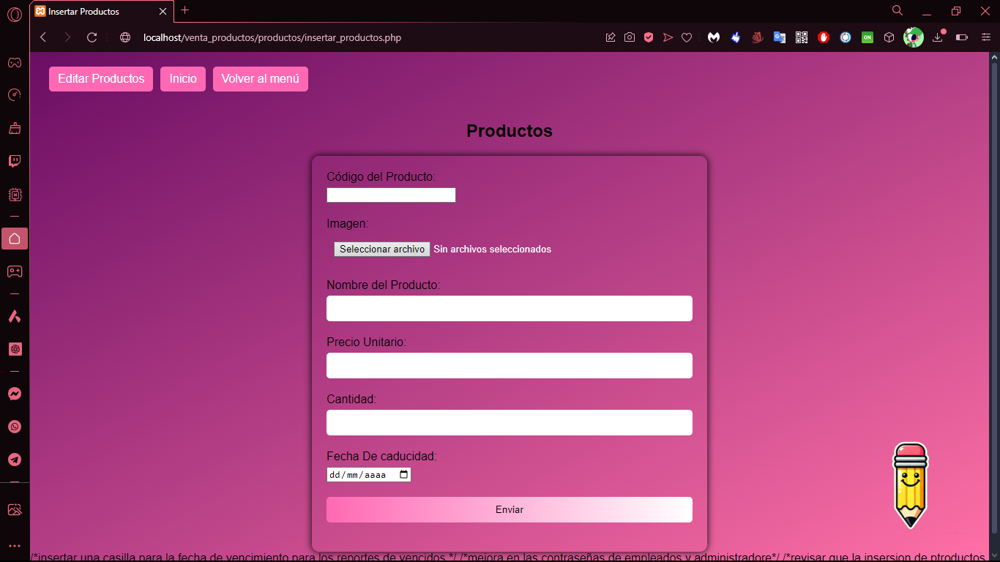 Insertar Productos
localhost/venta_productos/productos/insertar_productos.php
ON
Editar Productos
Inicio
Volver al menú
Productos
Código del Producto:
Imagen:
Seleccionar archivo Sin archivos seleccionados
Nombre del Producto:
Precio Unitario:
Cantidad:
Fecha De caducidad:
dd/mm/aaaa
Enviar
/*insertar una casilla para la fecha de vencimiento para los reportes de vencidos */ /*mejora en las contraseñas de empleados y administradore*/ /*revisar que la insersion de ptroductos